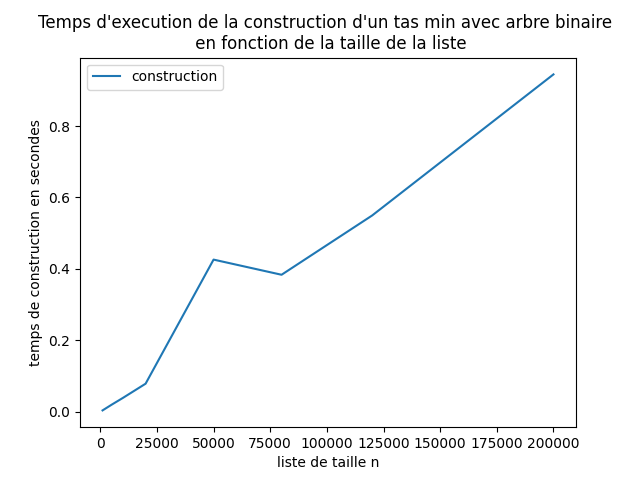 Temps d'execution de la construction d'un tas min avec arbre binaire
en fonction de la taille de la liste
construction
temps de construction en secondes
0.8
0.6
0.4
0.2
0.0
0 25000 50000 75000 100000 125000 150000 175000 200000
liste de taille n